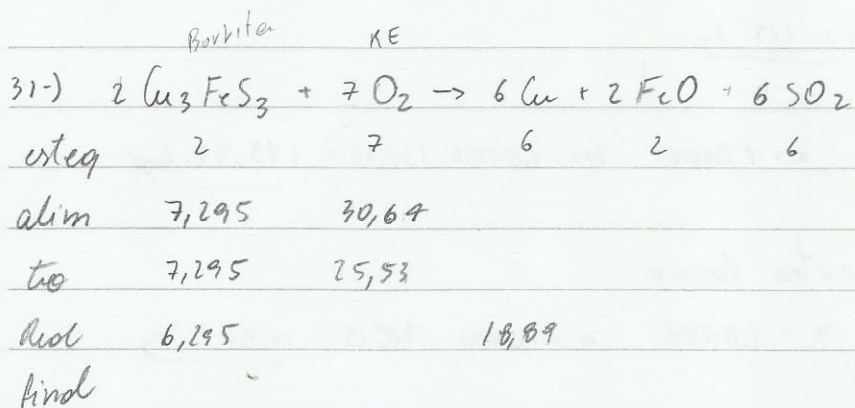 Bornita KE
31-) 2 Cu₃FeS₃ + 7 O₂ → 6 Cu + 2 FeO + 6 SO₂
esteq 2 7 6 2 6
alim 7,295 30,64
teo 7,295 25,53
Real 6,295 18,89
final